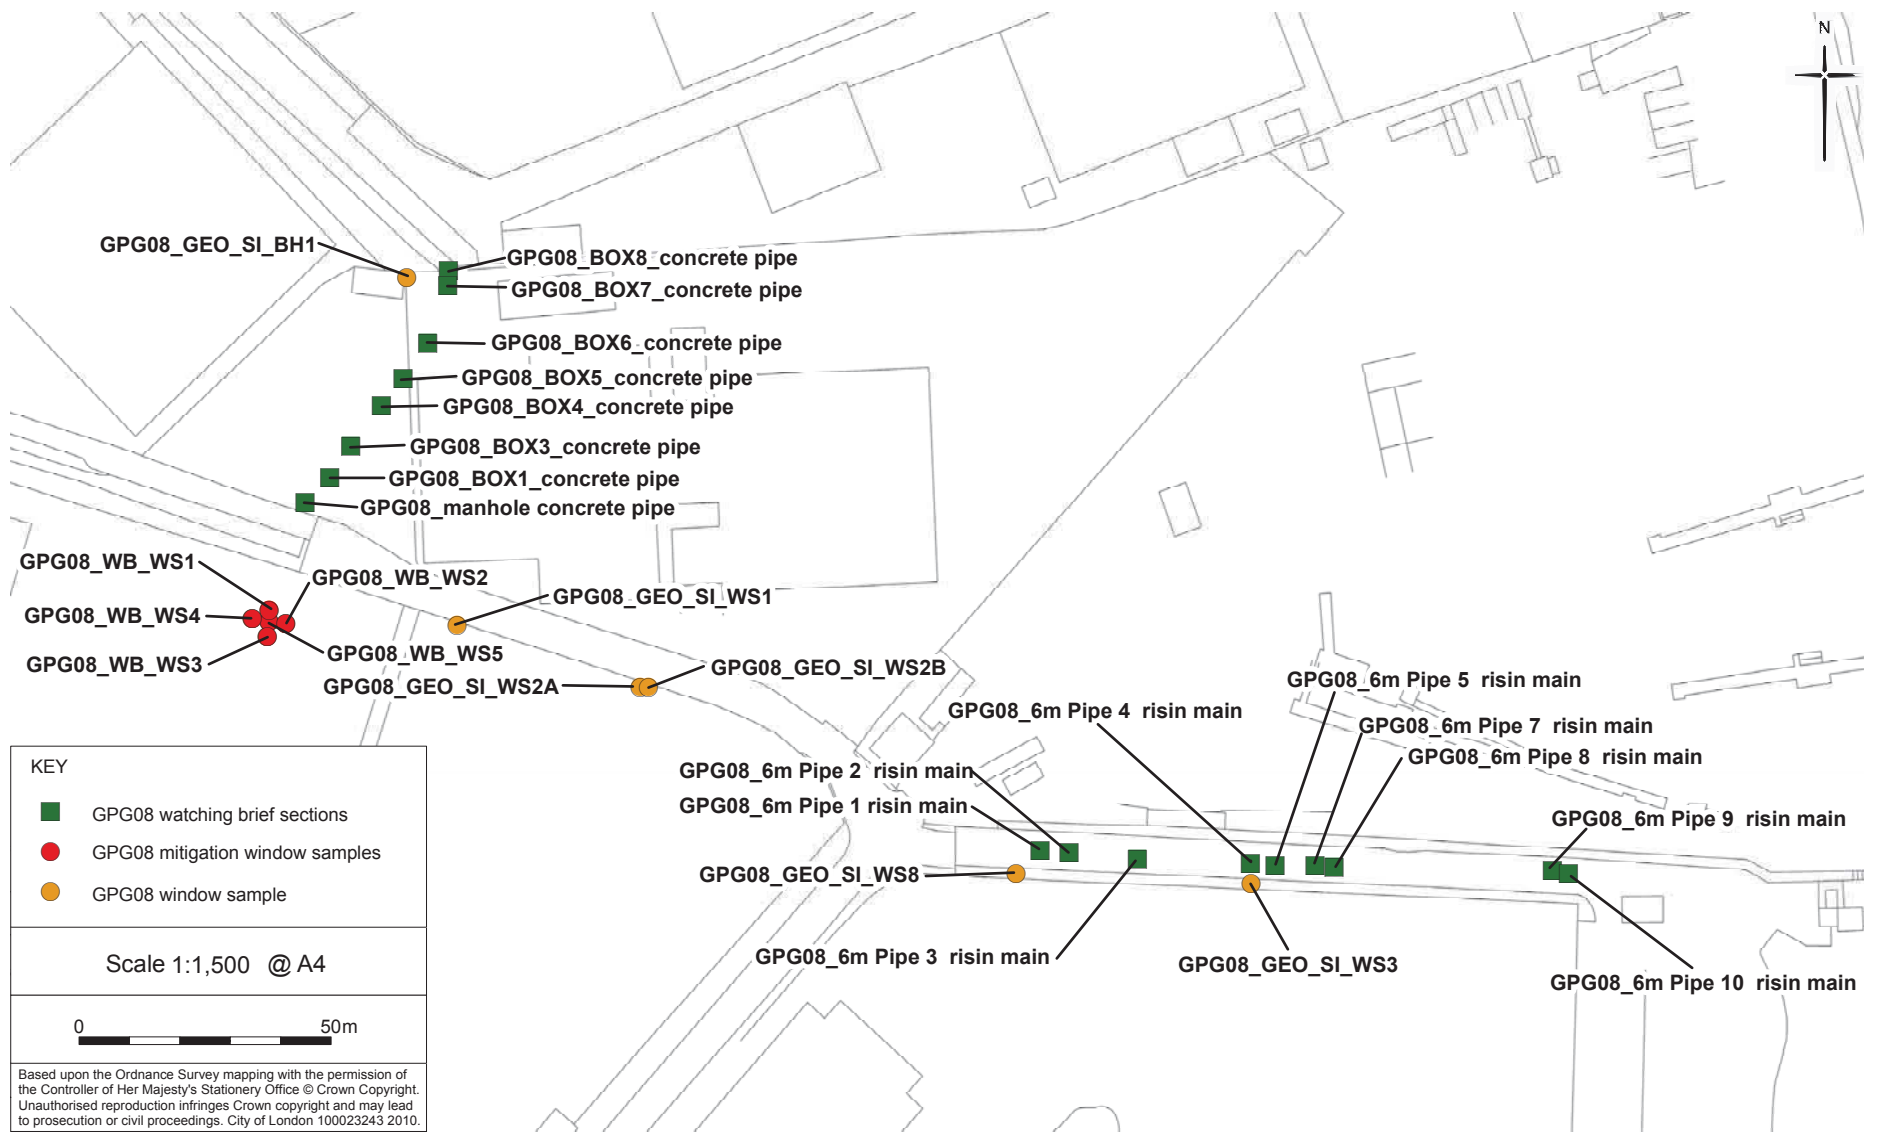 N
GPG08_GEO_SI_BH1
GPG08_BOX8_concrete pipe
GPG08_BOX7_concrete pipe
GPG08_BOX6_concrete pipe
GPG08_BOX5_concrete pipe
GPG08_BOX4_concrete pipe
GPG08_BOX3_concrete pipe
GPG08_BOX1_concrete pipe
GPG08_manhole concrete pipe
GPG08_WB_WS1
GPG08_WB_WS2
GPG08_WB_WS4
GPG08_WB_WS5
GPG08_WB_WS3
GPG08_GEO_SI_WS1
GPG08_GEO_SI_WS2B
GPG08_GEO_SI_WS2A
GPG08_6m Pipe 5 risin main
GPG08_6m Pipe 4 risin main
GPG08_6m Pipe 7 risin main
GPG08_6m Pipe 8 risin main
GPG08_6m Pipe 2 risin main
GPG08_6m Pipe 1 risin main
GPG08_6m Pipe 9 risin main
GPG08_GEO_SI_WS8
GPG08_6m Pipe 3 risin main
GPG08_GEO_SI_WS3
GPG08_6m Pipe 10 risin main
KEY
GPG08 watching brief sections
GPG08 mitigation window samples
GPG08 window sample
Scale 1:1,500 @ A4
0 50m
Based upon the Ordnance Survey mapping with the permission of
the Controller of Her Majesty's Stationery Office © Crown Copyright.
Unauthorised reproduction infringes Crown copyright and may lead
to prosecution or civil proceedings. City of London 100023243 2010.